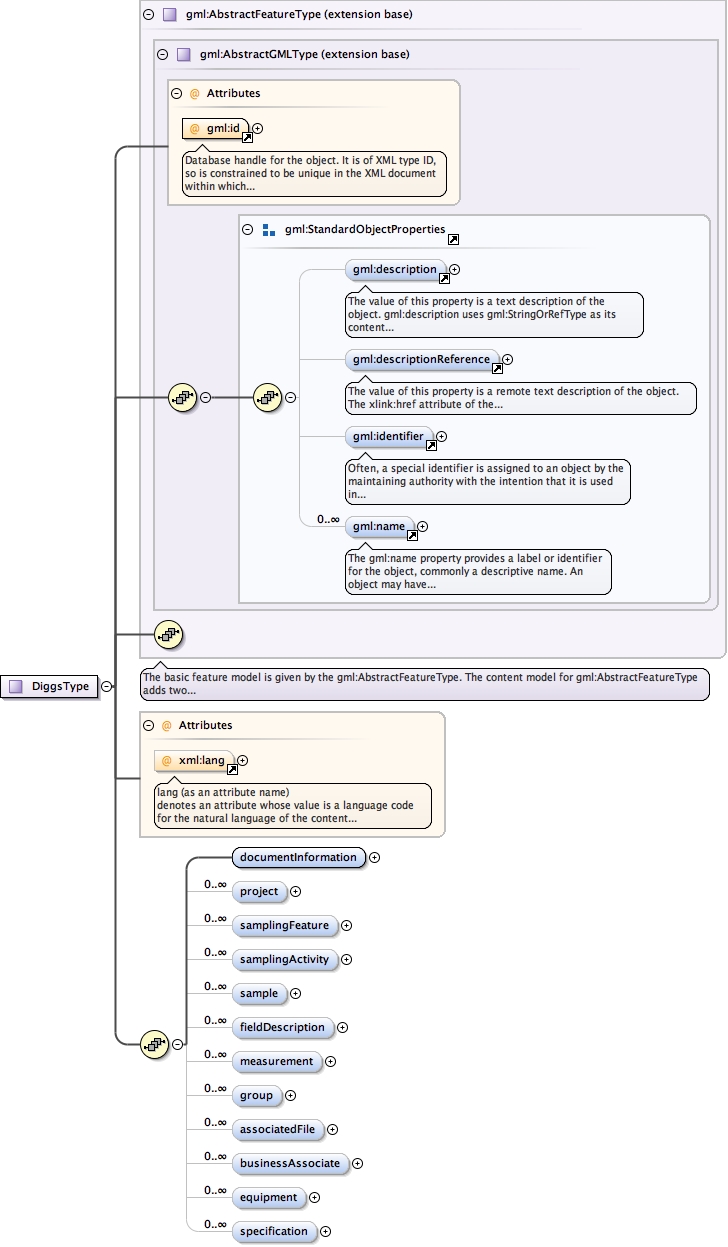 gml:AbstractFeatureType (extension base)
gml:AbstractGMLType (extension base)
@ Attributes
@ gml:id
Database handle for the object. It is of XML type ID,
so is constrained to be unique in the XML document
within which...
gml:StandardObjectProperties
gml:description
The value of this property is a text description of the
object. gml:description uses gml:StringOrRefType as its
content...
gml:descriptionReference
The value of this property is a remote text description of the object.
The xlink:href attribute of the...
gml:identifier
Often, a special identifier is assigned to an object by the
maintaining authority with the intention that it is used
in...
0..∞ gml:name
The gml:name property provides a label or identifier
for the object, commonly a descriptive name. An
object may have...
DiggsType
The basic feature model is given by the gml:AbstractFeatureType. The content model for gml:AbstractFeatureType
adds two...
@ Attributes
@ xml:lang
lang (as an attribute name)
denotes an attribute whose value is a language code
for the natural language of the content...
documentInformation
0..∞ project
0..∞ samplingFeature
0..∞ samplingActivity
0..∞ sample
0..∞ fieldDescription
0..∞ measurement
0..∞ group
0..∞ associatedFile
0..∞ businessAssociate
0..∞ equipment
0..∞ specification